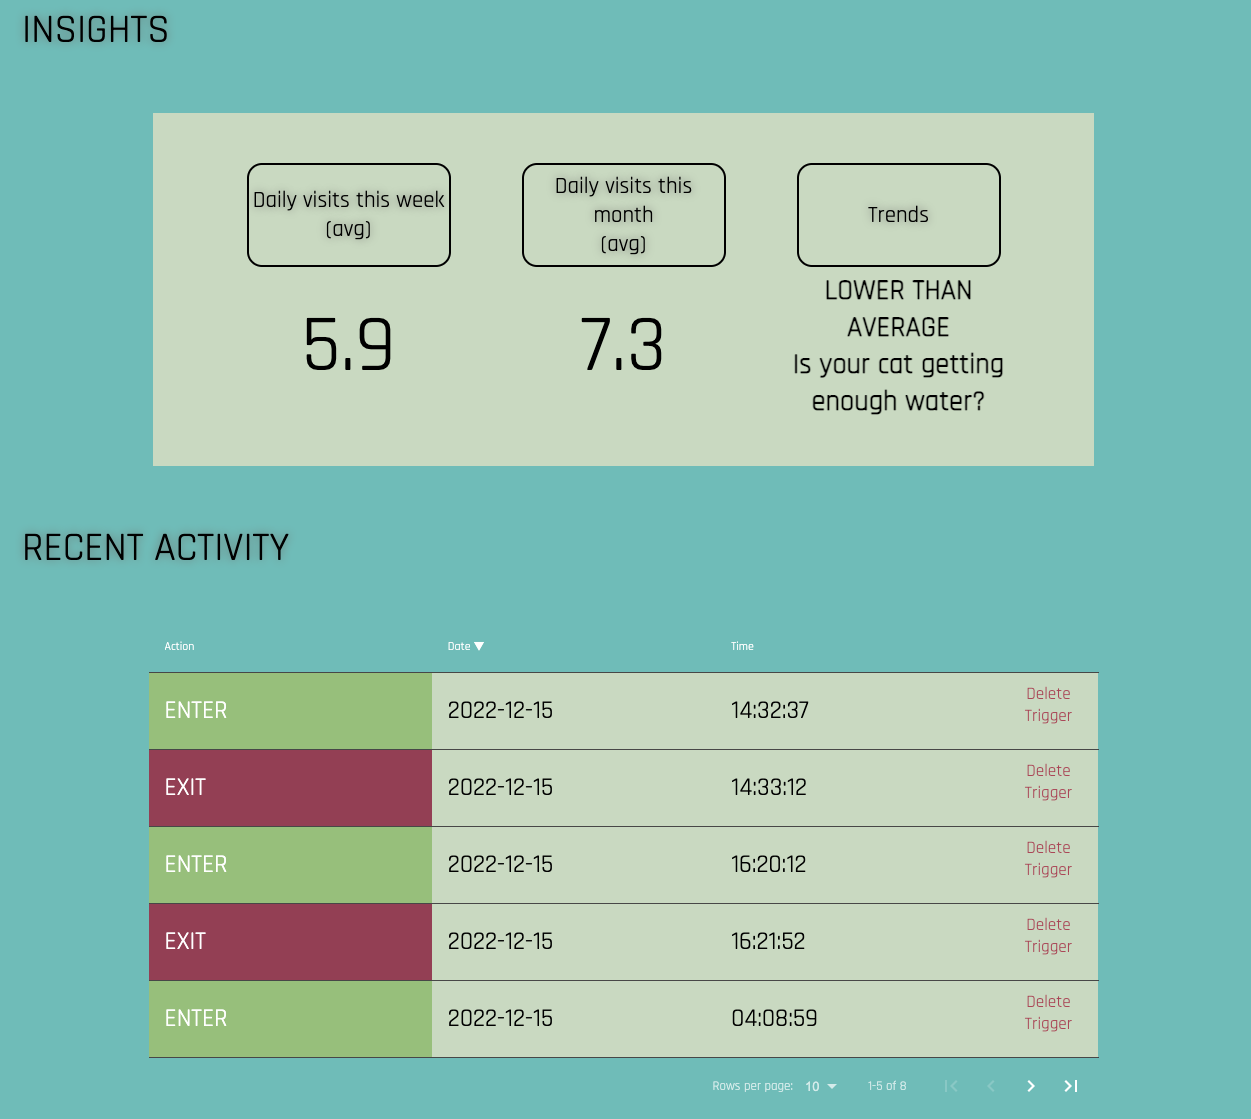 INSIGHTS
Daily visits this week
(avg)
Daily visits this
month
(avg)
Trends
5.9
7.3
LOWER THAN
AVERAGE
Is your cat getting
enough water?
RECENT ACTIVITY
Action Date ▼ Time
ENTER 2022-12-15 14:32:37 Delete
Trigger
EXIT 2022-12-15 14:33:12 Delete
Trigger
ENTER 2022-12-15 16:20:12 Delete
Trigger
EXIT 2022-12-15 16:21:52 Delete
Trigger
ENTER 2022-12-15 04:08:59 Delete
Trigger
Rows per page: 10 1-5 of 8